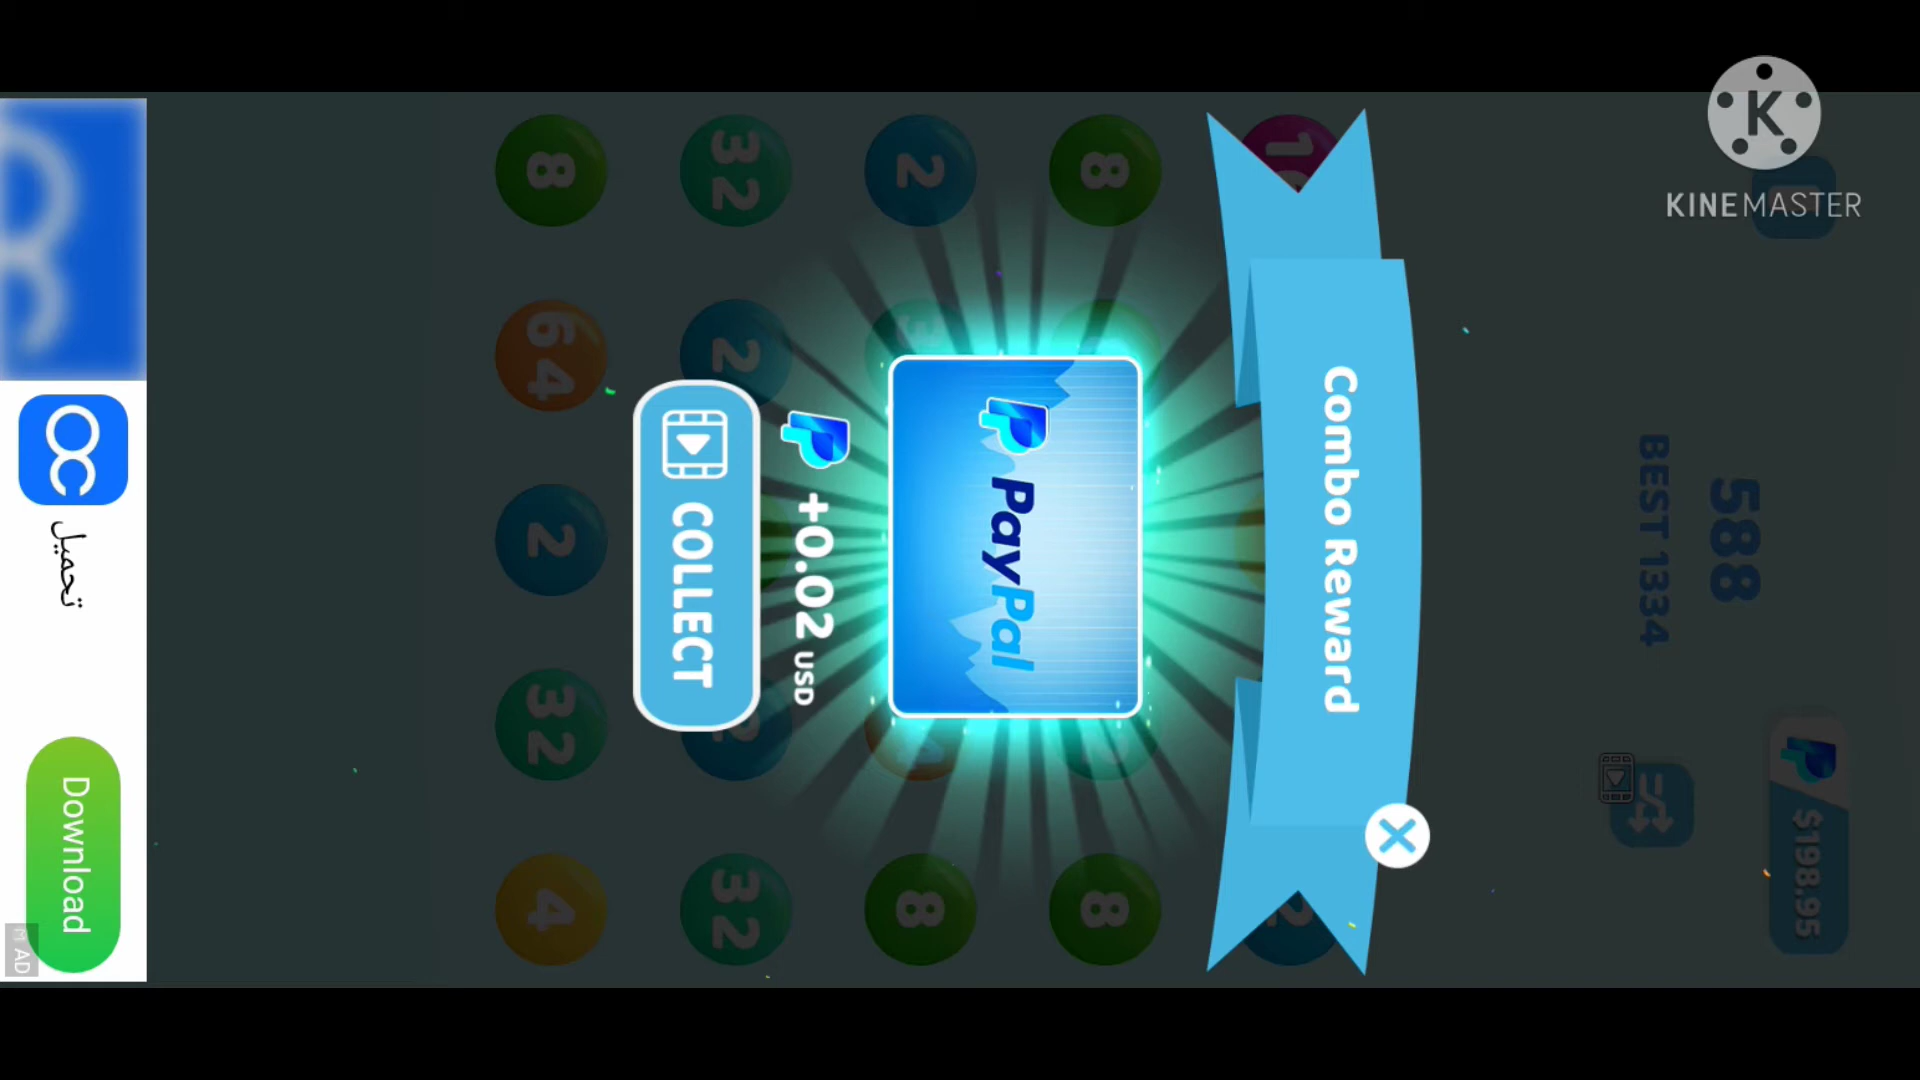 KINEMASTER
$198.95
588
BEST 1334
Combo Reward
PayPal
+0.02 USD
COLLECT
8
32
2
8
64
2
2
32
4
32
8
8
2
تحميل
Download
AD